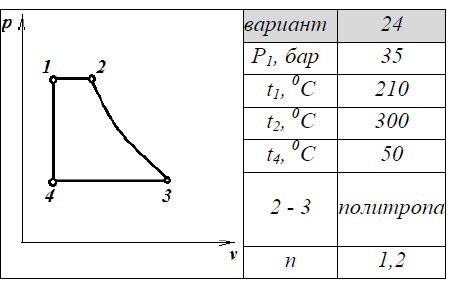 p
1 2
4 3
v
вариант 24
P₁, бар 35
t₁, ⁰C 210
t₂, ⁰C 300
t₄, ⁰C 50
2 - 3 политропа
n 1,2